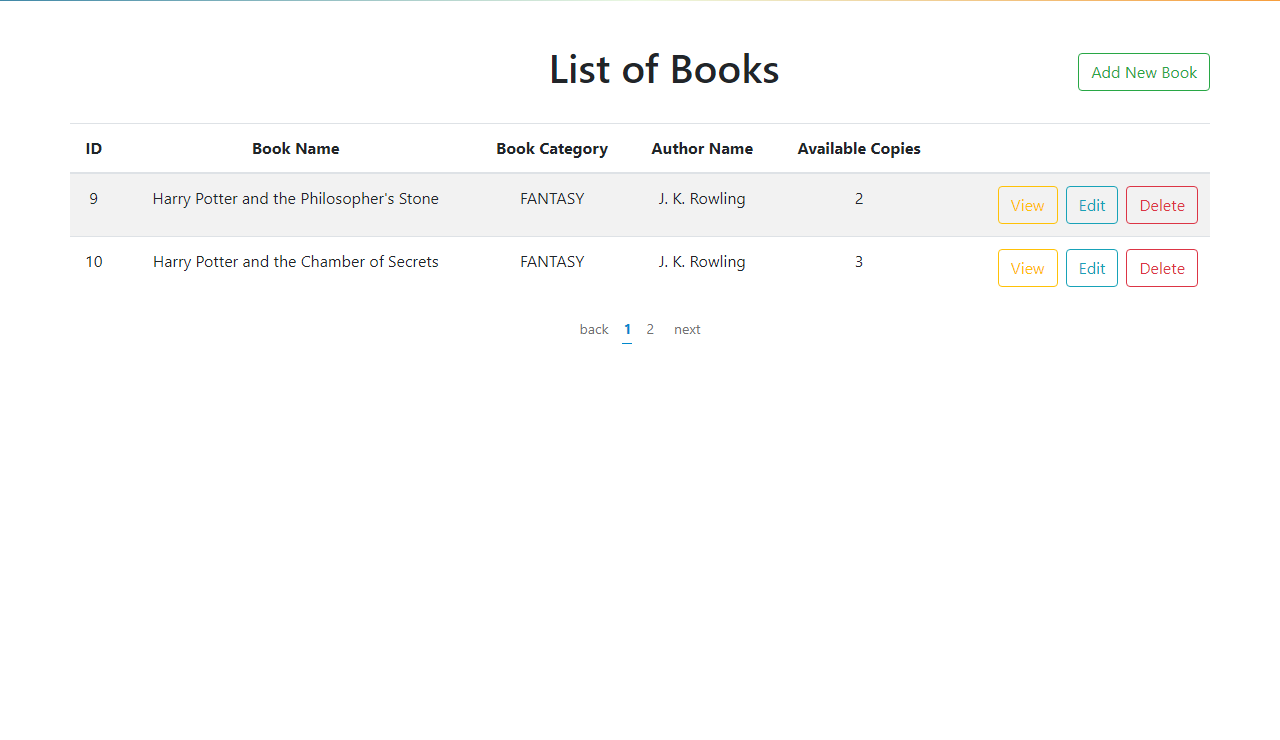 List of Books
Add New Book
ID Book Name Book Category Author Name Available Copies
9 Harry Potter and the Philosopher's Stone FANTASY J. K. Rowling 2 View Edit Delete
10 Harry Potter and the Chamber of Secrets FANTASY J. K. Rowling 3 View Edit Delete
back 1 2 next